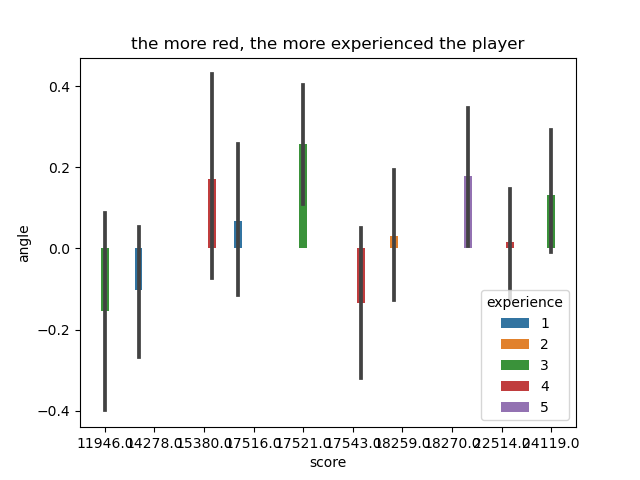 the more red, the more experienced the player
angle
0.4
0.2
0.0
−0.2
−0.4
experience
1
2
3
4
5
11946.0 14278.0 15380.0 17516.0 17521.0 17543.0 18259.0 18270.0 22514.0 24119.0
score